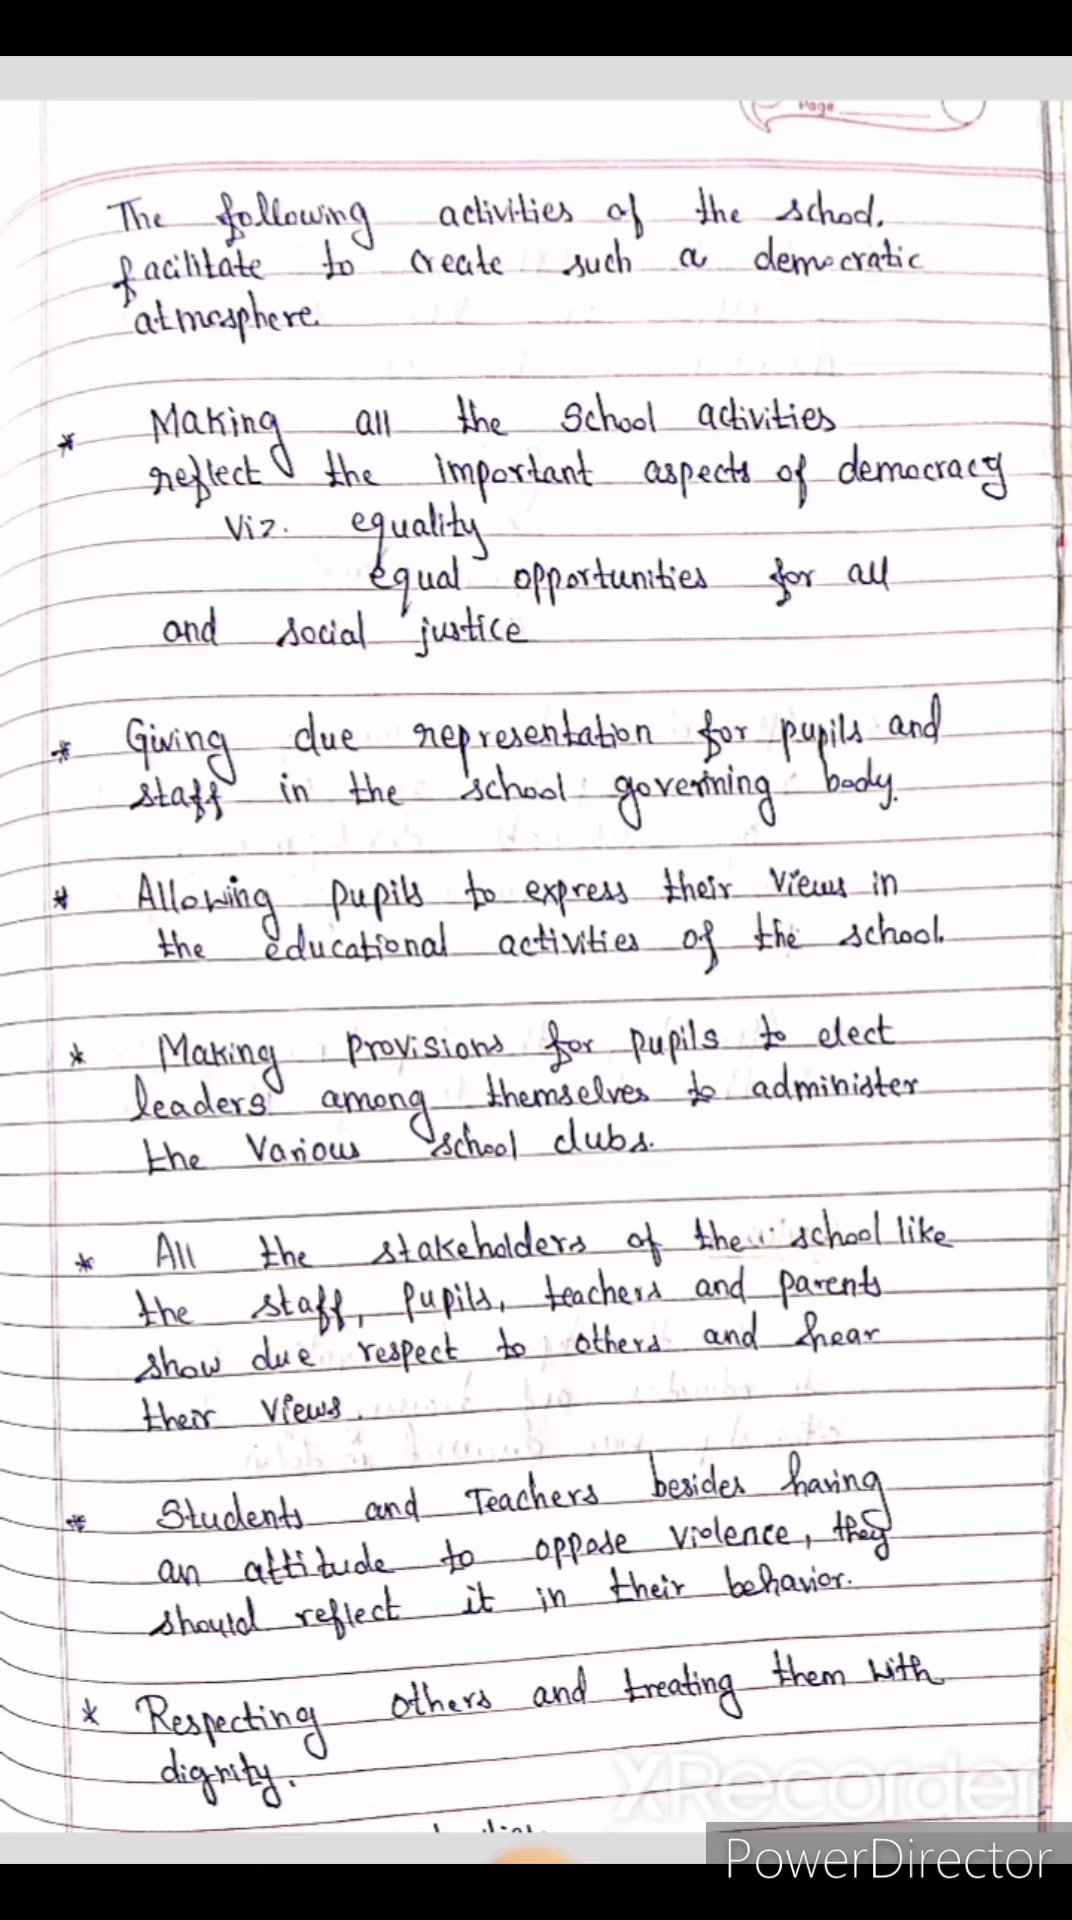 Page
The following activities of the school.
facilitate to create such a democratic
atmosphere.
* Making all the School activities
reflect the important aspects of democracy
Viz. equality
equal opportunities for all
and social justice
* Giving due representation for pupils and
staff in the school governing body.
* Allowing pupils to express their views in
the educational activities of the school.
* Making provisions for pupils to elect
leaders among themselves to administer
the various school clubs.
* All the stakeholders of the school like
the staff, pupils, teachers and parents
show due respect to others and hear
their views.
* Students and Teachers besides having
an attitude to oppose violence, they
should reflect it in their behavior.
* Respecting others and treating them with
dignity.
XRecorder
PowerDirector